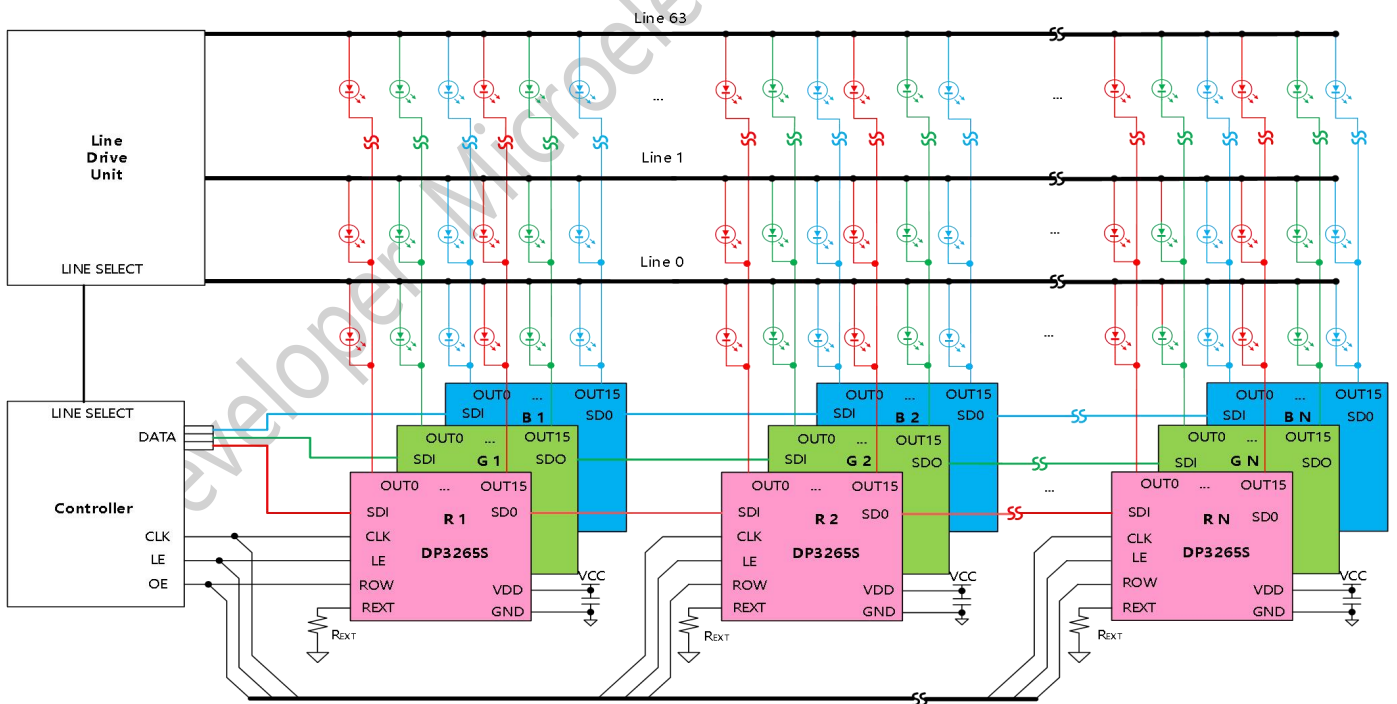 Line 63
Line
Drive
Unit
LINE SELECT
...
...
Line 1
...
Line 0
...
LINE SELECT
DATA
Controller
CLK
LE
OE
OUT0 ... OUT15
SDI B 1 SD0
OUT0 ... OUT15
SDI G 1 SDO
OUT0 ... OUT15
SDI R 1 SD0
CLK
DP3265S
LE
ROW
VDD
REXT
GND
VCC
REXT
OUT0 ... OUT15
SDI B 2 SD0
OUT0 ... OUT15
SDI G 2 SDO
OUT0 ... OUT15
SDI R 2 SD0
CLK
DP3265S
LE
ROW
VDD
REXT
GND
VCC
REXT
...
OUT0 ... OUT15
SDI B N SD0
OUT0 ... OUT15
SDI G N SDO
OUT0 ... OUT15
SDI R N SD0
CLK
DP3265S
LE
ROW
VDD
REXT
GND
VCC
REXT